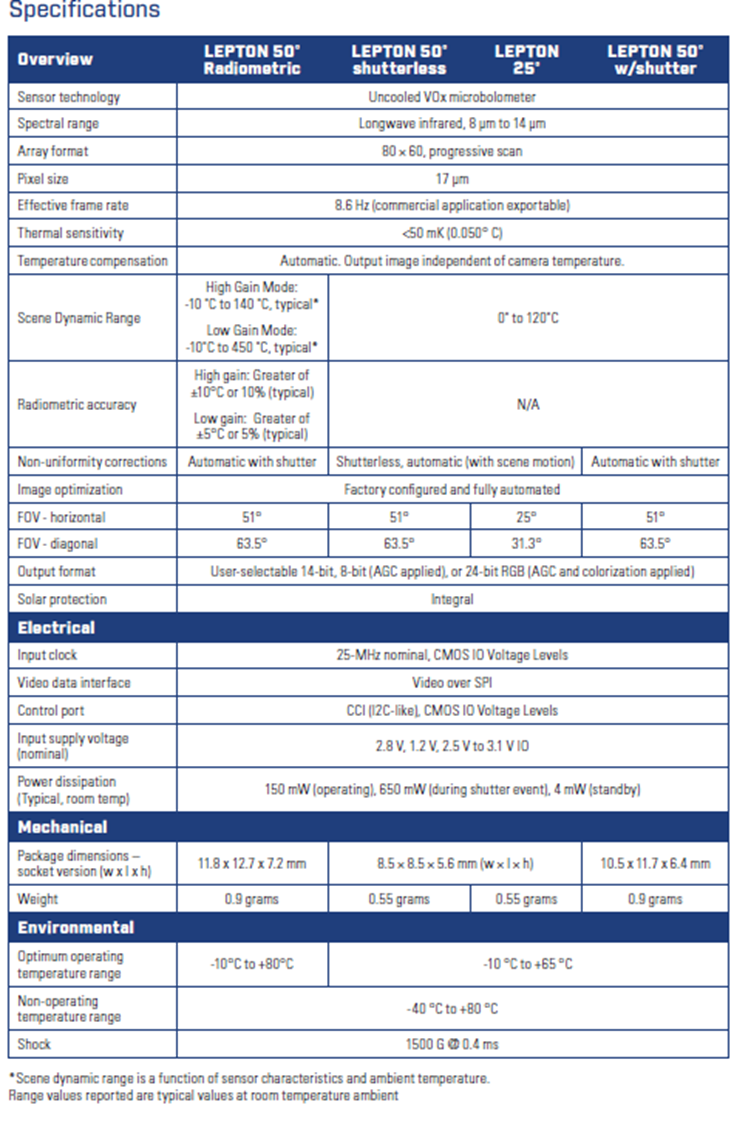 Specifications
Overview LEPTON 50° Radiometric LEPTON 50° shutterless LEPTON 25° LEPTON 50° w/shutter
Sensor technology Uncooled VOx microbolometer
Spectral range Longwave infrared, 8 µm to 14 µm
Array format 80 × 60, progressive scan
Pixel size 17 µm
Effective frame rate 8.6 Hz (commercial application exportable)
Thermal sensitivity <50 mK (0.050° C)
Temperature compensation Automatic. Output image independent of camera temperature.
Scene Dynamic Range
High Gain Mode:
-10 °C to 140 °C, typical*
Low Gain Mode:
-10°C to 450 °C, typical*
0° to 120°C
Radiometric accuracy
High gain: Greater of
±10°C or 10% (typical)
Low gain: Greater of
±5°C or 5% (typical)
N/A
Non-uniformity corrections Automatic with shutter Shutterless, automatic (with scene motion) Automatic with shutter
Image optimization Factory configured and fully automated
FOV - horizontal 51° 51° 25° 51°
FOV - diagonal 63.5° 63.5° 31.3° 63.5°
Output format User-selectable 14-bit, 8-bit (AGC applied), or 24-bit RGB (AGC and colorization applied)
Solar protection Integral
Electrical
Input clock 25-MHz nominal, CMOS IO Voltage Levels
Video data interface Video over SPI
Control port CCI (I2C-like), CMOS IO Voltage Levels
Input supply voltage
(nominal)
2.8 V, 1.2 V, 2.5 V to 3.1 V IO
Power dissipation
(Typical, room temp)
150 mW (operating), 650 mW (during shutter event), 4 mW (standby)
Mechanical
Package dimensions –
socket version (w x l x h)
11.8 x 12.7 x 7.2 mm 8.5 × 8.5 × 5.6 mm (w × l × h) 10.5 x 11.7 x 6.4 mm
Weight 0.9 grams 0.55 grams 0.55 grams 0.9 grams
Environmental
Optimum operating
temperature range
-10°C to +80°C -10 °C to +65 °C
Non-operating
temperature range
-40 °C to +80 °C
Shock 1500 G @ 0.4 ms
*Scene dynamic range is a function of sensor characteristics and ambient temperature.
Range values reported are typical values at room temperature ambient